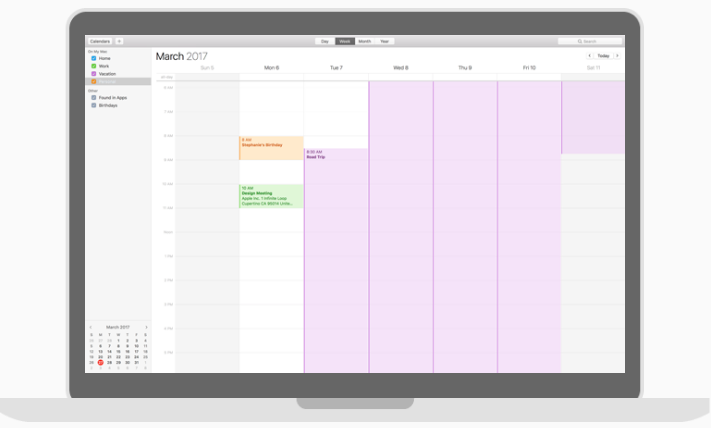 Calendars +
Day Week Month Year
Search
On My Mac
Home
Work
Vacation
Other
Found in Apps
Birthdays
March 2017
Today
Sun 5 Mon 6 Tue 7 Wed 8 Thu 9 Fri 10 Sat 11
all-day
6 AM
7 AM
8 AM
9 AM
10 AM
11 AM
Noon
1 PM
2 PM
3 PM
4 PM
5 PM
8 AM
Stephanie's Birthday
8:30 AM
Road Trip
10 AM
Design Meeting
Apple Inc. 1 Infinite Loop
Cupertino CA 95014 Unite...
March 2017
S M T W T F S
26 27 28 1 2 3 4
5 6 7 8 9 10 11
12 13 14 15 16 17 18
19 20 21 22 23 24 25
26 27 28 29 30 31 1
2 3 4 5 6 7 8